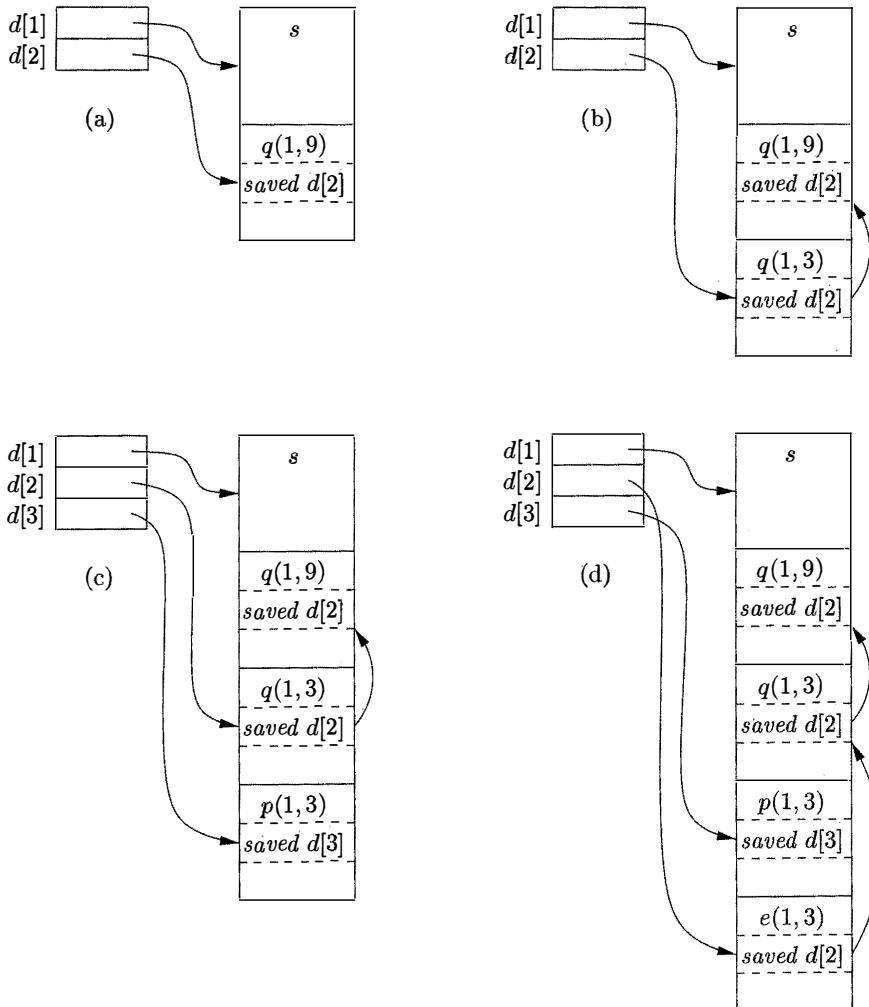 d[1]
d[2]
s
(a)
q(1,9)
saved d[2]
d[1]
d[2]
s
(b)
q(1,9)
saved d[2]
q(1,3)
saved d[2]
d[1]
d[2]
d[3]
s
(c)
q(1,9)
saved d[2]
q(1,3)
saved d[2]
p(1,3)
saved d[3]
d[1]
d[2]
d[3]
s
(d)
q(1,9)
saved d[2]
q(1,3)
saved d[2]
p(1,3)
saved d[3]
e(1,3)
saved d[2]